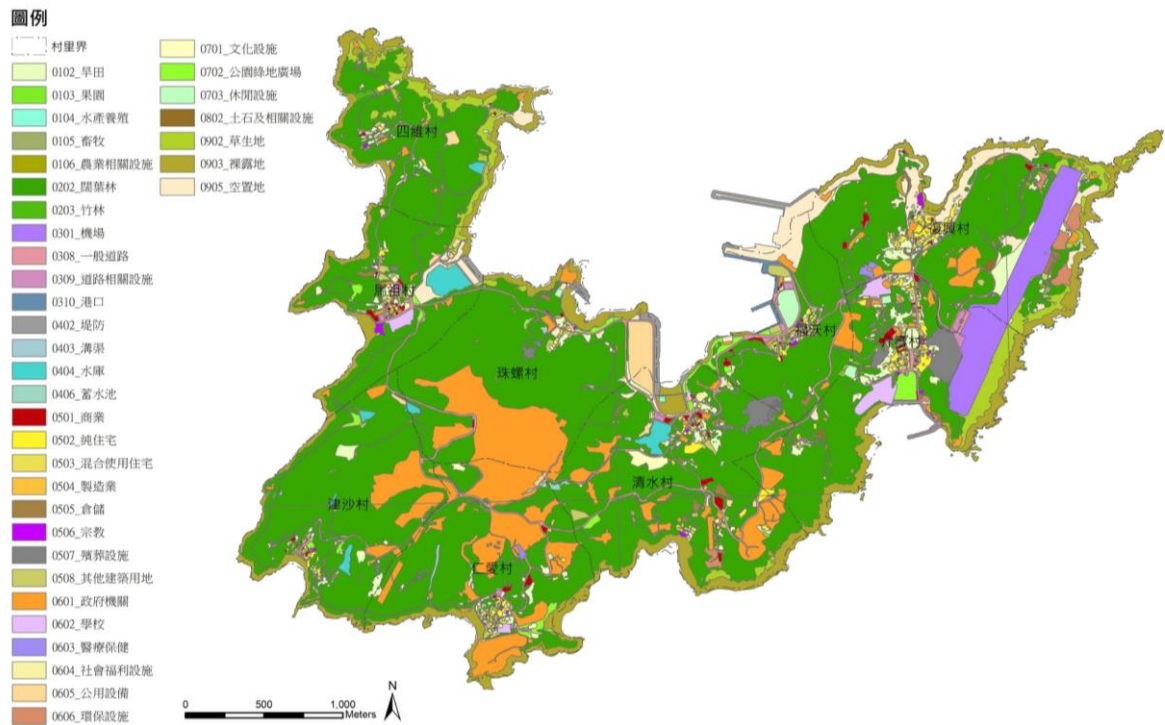 圖例
村里界
0102_旱田
0103_果園
0104_水產養殖
0105_畜牧
0106_農業相關設施
0202_闊葉林
0203_竹林
0301_機場
0308_一般道路
0309_道路相關設施
0310_港口
0402_堤防
0403_溝渠
0404_水庫
0406_蓄水池
0501_商業
0502_純住宅
0503_混合使用住宅
0504_製造業
0505_倉儲
0506_宗教
0507_殯葬設施
0508_其他建築用地
0601_政府機關
0602_學校
0603_醫療保健
0604_社會福利設施
0605_公用設備
0606_環保設施
0701_文化設施
0702_公園綠地廣場
0703_休閒設施
0802_土石及相關設施
0902_草生地
0903_裸露地
0905_空置地
四維村
復興村
馬祖村
福沃村
村
珠螺村
清水村
津沙村
仁愛村
N
0 500 1,000
Meters